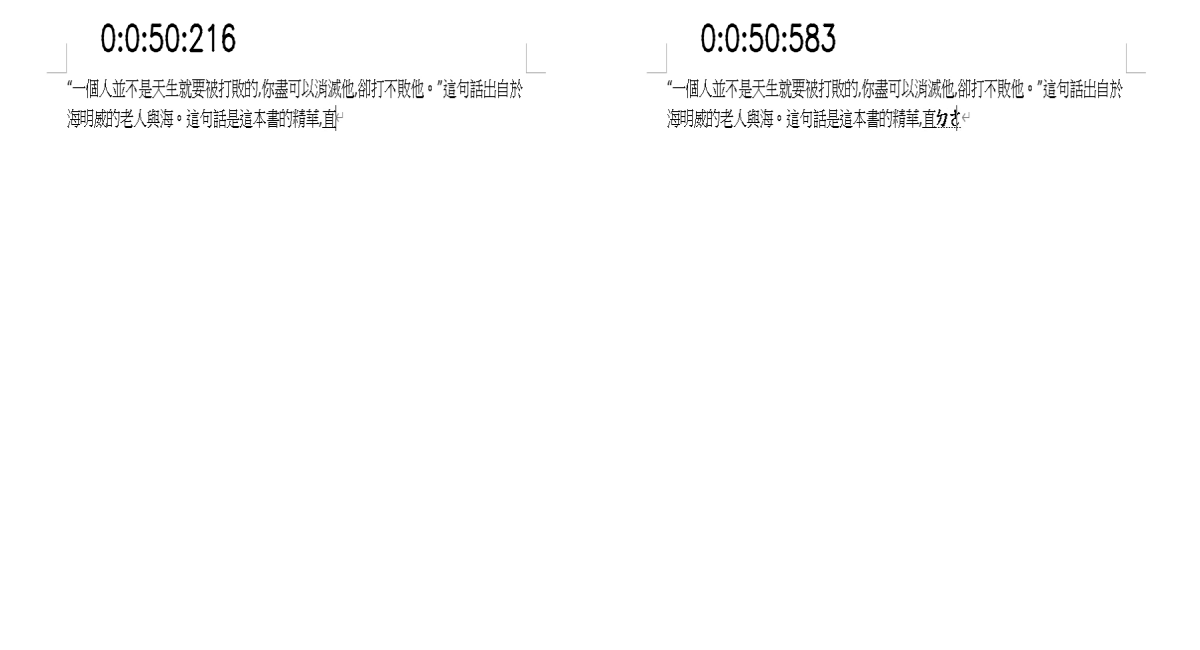 0:0:50:216
“一個人並不是天生就要被打敗的,你盡可以消滅他,卻打不敗他。”這句話出自於
海明威的老人與海。這句話是這本書的精華,直
0:0:50:583
“一個人並不是天生就要被打敗的,你盡可以消滅他,卻打不敗他。”這句話出自於
海明威的老人與海。這句話是這本書的精華,直ㄉㄜ